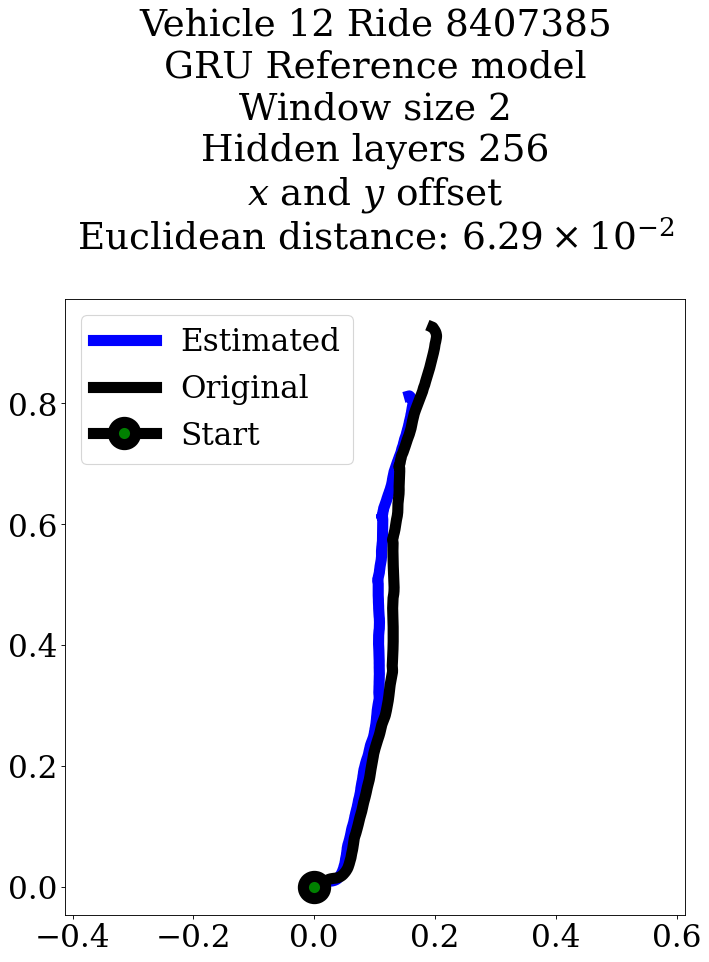 Vehicle 12 Ride 8407385
GRU Reference model
Window size 2
Hidden layers 256
x and y offset
Euclidean distance: 6.29 × 10⁻²
Estimated
Original
Start
0.8
0.6
0.4
0.2
0.0
−0.4 −0.2 0.0 0.2 0.4 0.6